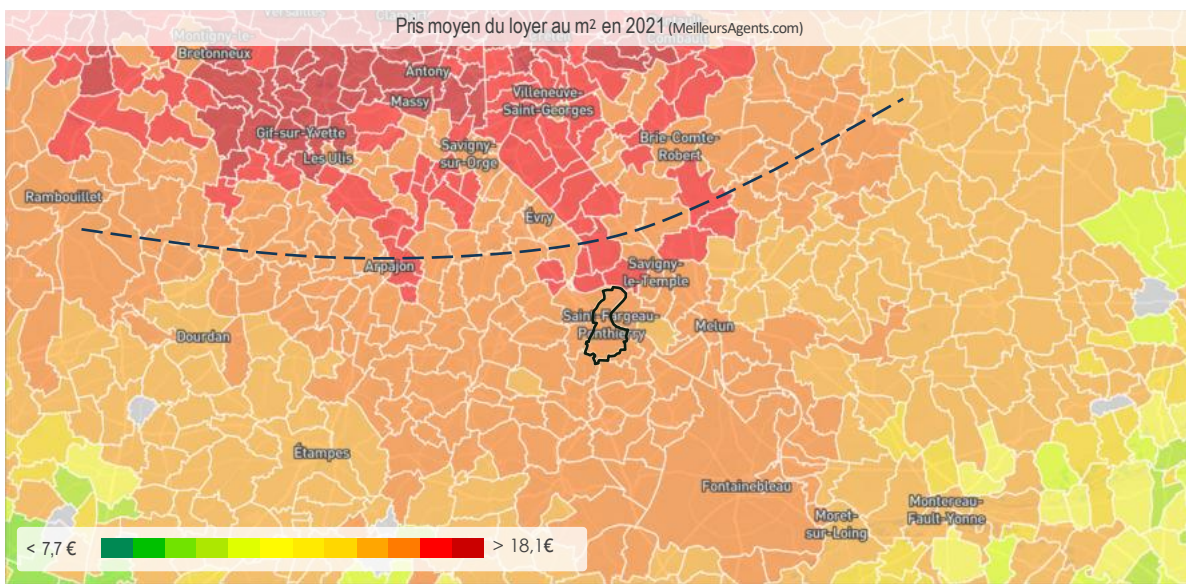 Pris moyen du loyer au m² en 2021 (MeilleursAgents.com)
Montigny-le-
Bretonneux
Antony
Massy
Villeneuve-
Saint-Georges
Gif-sur-Yvette
Les Ulis
Savigny-
sur-Orge
Brie-Comte-
Robert
Rambouillet
Évry
Arpajon
Savigny-
le-Temple
Saint-Fargeau-
Ponthierry
Melun
Dourdan
Étampes
Fontainebleau
Moret-
sur-Loing
Montereau-
Fault-Yonne
< 7,7 €
> 18,1€